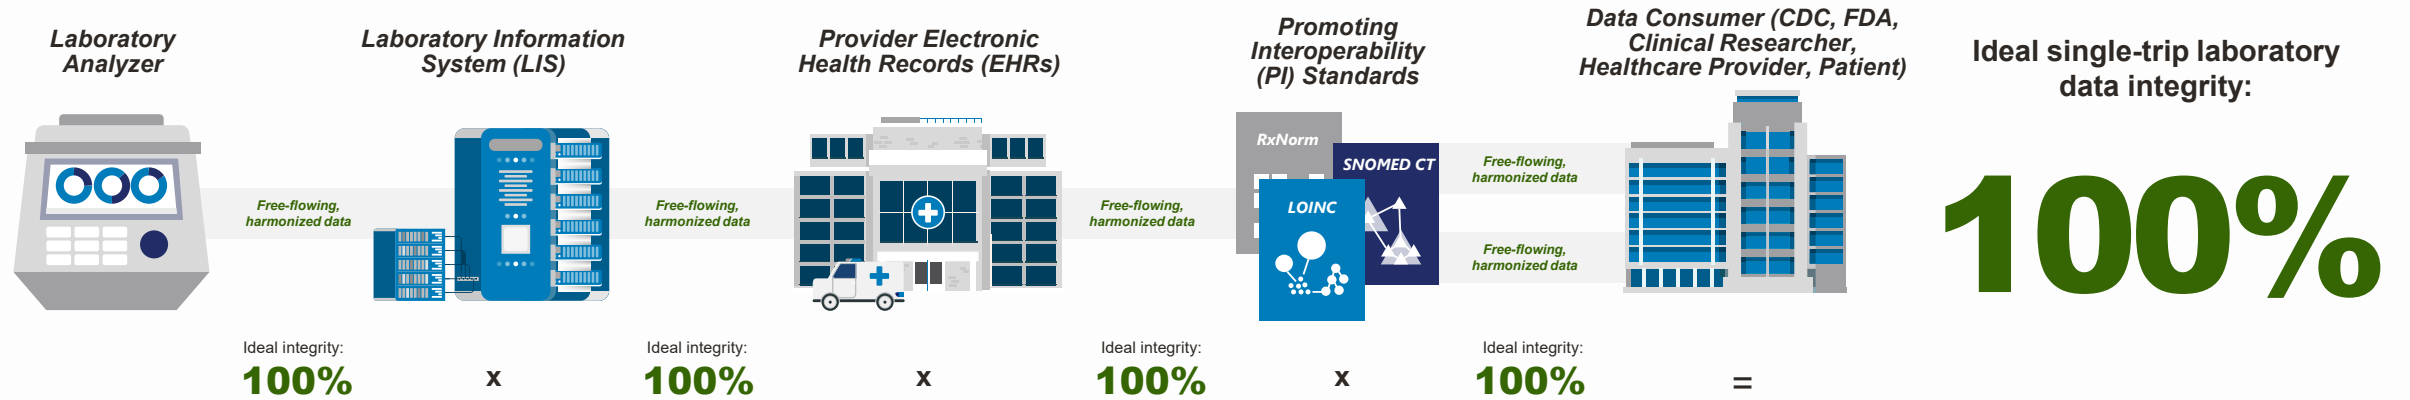 Laboratory
Analyzer
Laboratory Information
System (LIS)
Provider Electronic
Health Records (EHRs)
Promoting
Interoperability
(PI) Standards
Data Consumer (CDC, FDA,
Clinical Researcher,
Healthcare Provider, Patient)
Ideal single-trip laboratory
data integrity:
100%
Free-flowing,
harmonized data
Free-flowing,
harmonized data
Free-flowing,
harmonized data
RxNorm
SNOMED CT
LOINC
Free-flowing,
harmonized data
Free-flowing,
harmonized data
Ideal integrity:
100%
x
Ideal integrity:
100%
x
Ideal integrity:
100%
x
Ideal integrity:
100%
=